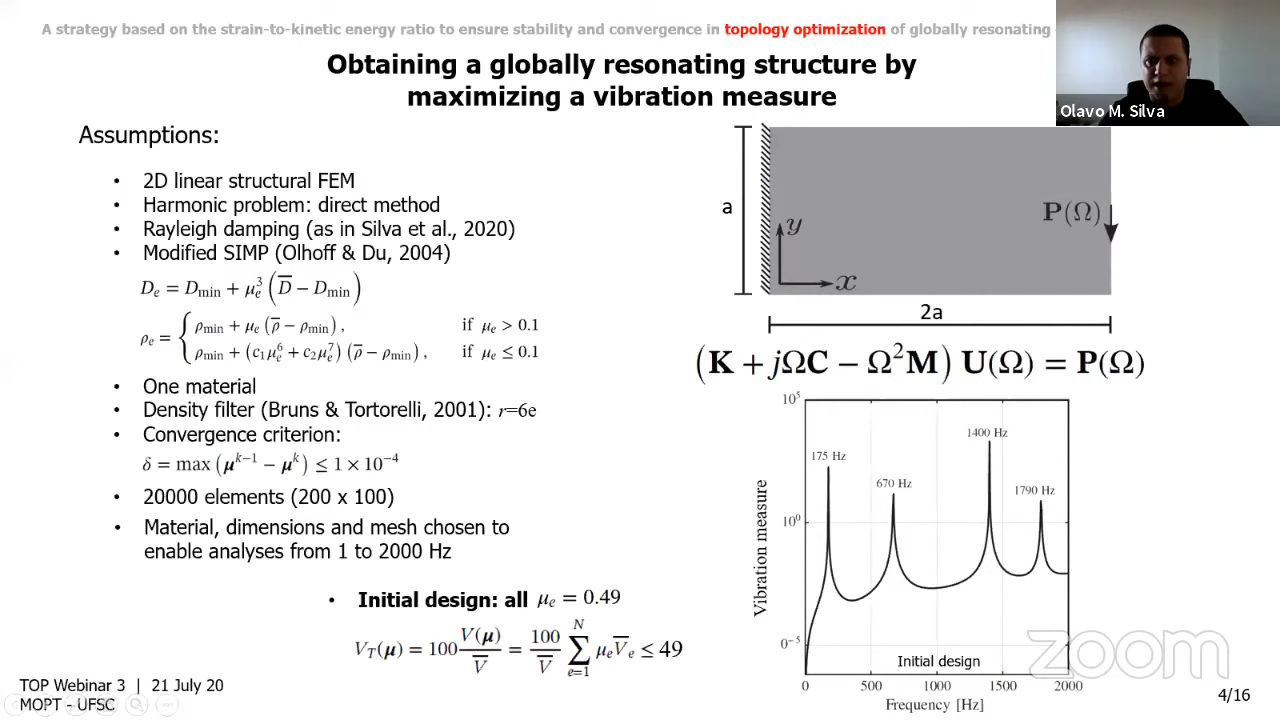 A strategy based on the strain-to-kinetic energy ratio to ensure stability and convergence in topology optimization of globally resonating
Obtaining a globally resonating structure by
maximizing a vibration measure
Olavo M. Silva
Assumptions:
• 2D linear structural FEM
• Harmonic problem: direct method
• Rayleigh damping (as in Silva et al., 2020)
• Modified SIMP (Olhoff & Du, 2004)
D_e = D_min + μ_e^3 (D̅ − D_min)
ρ_e = { ρ_min + μ_e (ρ̅ − ρ_min), if μ_e > 0.1
ρ_min + (c_1 μ_e^6 + c_2 μ_e^7) (ρ̅ − ρ_min), if μ_e ≤ 0.1
• One material
• Density filter (Bruns & Tortorelli, 2001): r=6e
• Convergence criterion:
δ = max (μ^{k−1} − μ^k) ≤ 1 × 10^{−4}
• 20000 elements (200 x 100)
• Material, dimensions and mesh chosen to
enable analyses from 1 to 2000 Hz
• Initial design: all μ_e = 0.49
V_T(μ) = 100 V(μ)/V̅ = 100/V̅ ∑_{e=1}^{N} μ_e V̅_e ≤ 49
a
P(Ω)
y
x
2a
(K + jΩC − Ω²M) U(Ω) = P(Ω)
10^5
1400 Hz
175 Hz
670 Hz
1790 Hz
Vibration measure
10^0
0^{−5}
Initial design
0 500 1000 1500 2000
Frequency [Hz]
zoom
TOP Webinar 3 | 21 July 20
MOPT - UFSC
4/16